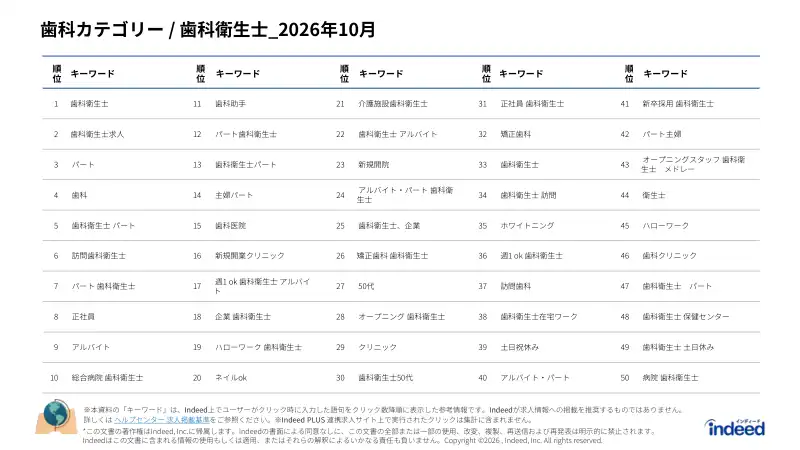 歯科カテゴリー / 歯科衛生士_2026年10月
順位 キーワード 順位 キーワード 順位 キーワード 順位 キーワード 順位 キーワード
1 歯科衛生士 11 歯科助手 21 介護施設歯科衛生士 31 正社員 歯科衛生士 41 新卒採用 歯科衛生士
2 歯科衛生士求人 12 パート歯科衛生士 22 歯科衛生士 アルバイト 32 矯正歯科 42 パート主婦
3 パート 13 歯科衛生士パート 23 新規開院 33 歯科衛生士 43 オープニングスタッフ 歯科衛生士　メドレー
4 歯科 14 主婦パート 24 アルバイト・パート 歯科衛生士 34 歯科衛生士 訪問 44 衛生士
5 歯科衛生士 パート 15 歯科医院 25 歯科衛生士、企業 35 ホワイトニング 45 ハローワーク
6 訪問歯科衛生士 16 新規開業クリニック 26 矯正歯科 歯科衛生士 36 週1 ok 歯科衛生士 46 歯科クリニック
7 パート 歯科衛生士 17 週1 ok 歯科衛生士 アルバイト 27 50代 37 訪問歯科 47 歯科衛生士　パート
8 正社員 18 企業 歯科衛生士 28 オープニング 歯科衛生士 38 歯科衛生士在宅ワーク 48 歯科衛生士 保健センター
9 アルバイト 19 ハローワーク 歯科衛生士 29 クリニック 39 土日祝休み 49 歯科衛生士 土日休み
10 総合病院 歯科衛生士 20 ネイルok 30 歯科衛生士50代 40 アルバイト・パート 50 病院 歯科衛生士
※本資料の「キーワード」は、Indeed上でユーザーがクリック時に入力した語句をクリック数降順に表示した参考情報です。Indeedが求人情報への掲載を推奨するものではありません。
詳しくは ヘルプセンター 求人掲載基準をご参照ください。※Indeed PLUS 連携求人サイト上で実行されたクリックは集計に含まれません。
*この文書の著作権はIndeed,Inc.に帰属します。Indeedの書面による同意なしに、この文書の全部または一部の使用、改変、複製、再送信および再発表は明示的に禁止されます。
Indeedはこの文書に含まれる情報の使用もしくは適用、またはそれらの解釈によるいかなる責任も負いません。Copyright ©2026 , Indeed, Inc. All rights reserved.
インディード
indeed